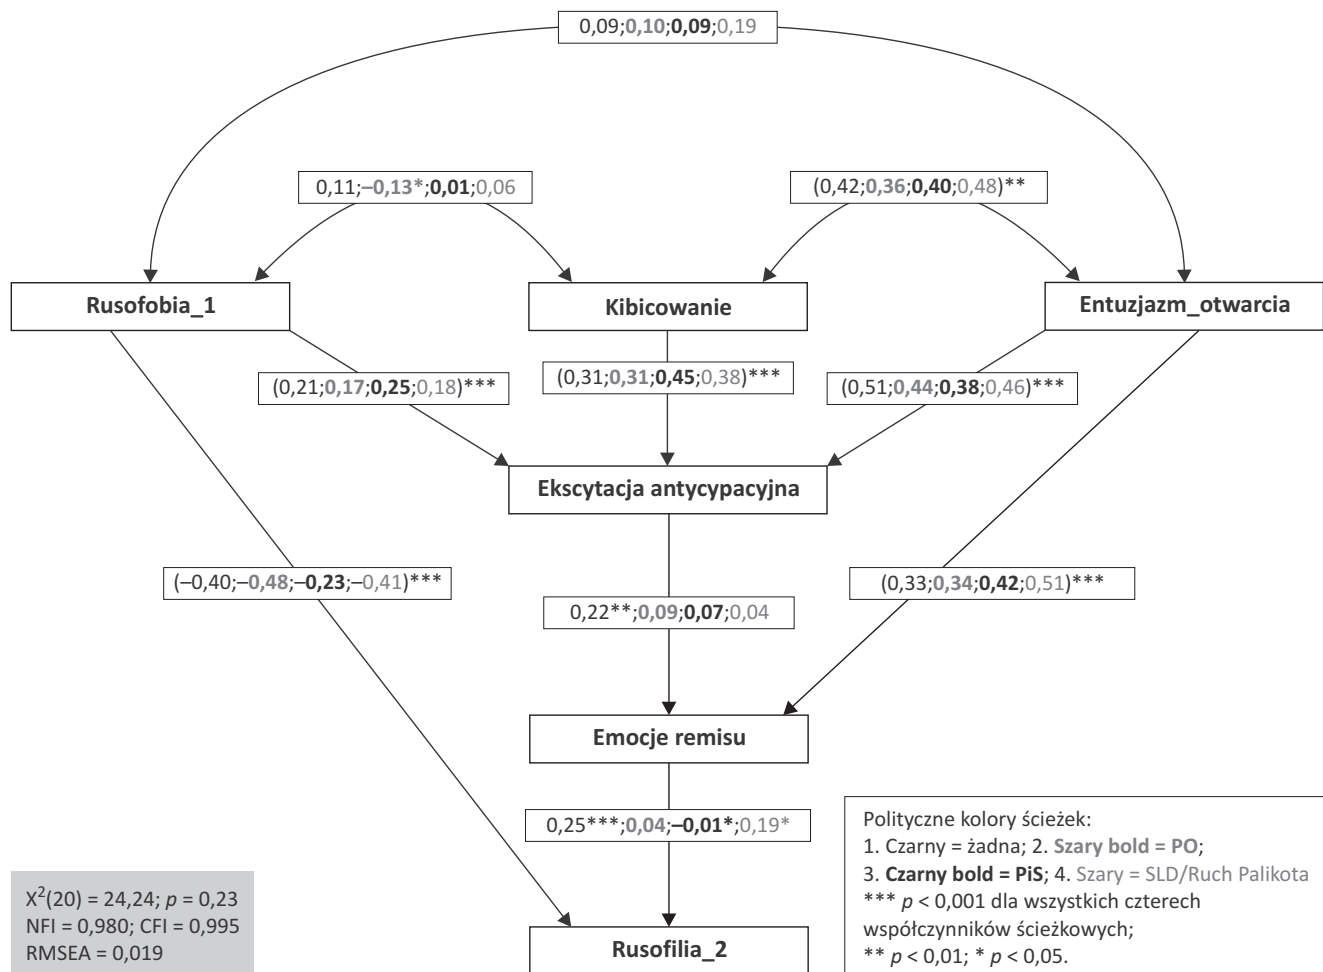 0,09;0,10;0,09;0,19
0,11;–0,13*;0,01;0,06
(0,42;0,36;0,40;0,48)**
Rusofobia_1
Kibicowanie
Entuzjazm_otwarcia
(0,21;0,17;0,25;0,18)***
(0,31;0,31;0,45;0,38)***
(0,51;0,44;0,38;0,46)***
Ekscytacja antycypacyjna
(–0,40;–0,48;–0,23;–0,41)***
(0,33;0,34;0,42;0,51)***
0,22**;0,09;0,07;0,04
Emocje remisu
0,25***;0,04;–0,01*;0,19*
Rusofilia_2
X²(20) = 24,24; p = 0,23
NFI = 0,980; CFI = 0,995
RMSEA = 0,019
Polityczne kolory ścieżek:
1. Czarny = żadna; 2. Szary bold = PO;
3. Czarny bold = PiS; 4. Szary = SLD/Ruch Palikota
*** p < 0,001 dla wszystkich czterech
współczynników ścieżkowych;
** p < 0,01; * p < 0,05.